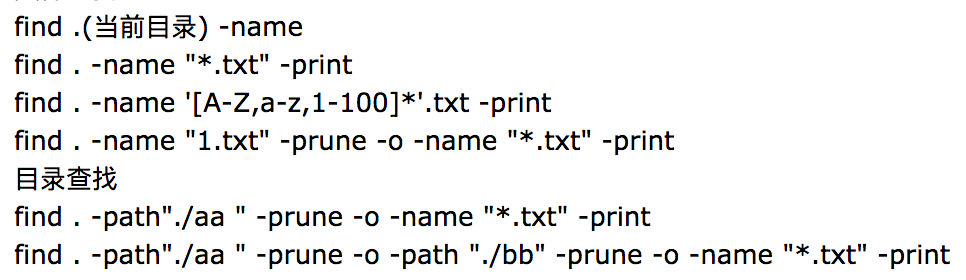 find .(当前目录) -name
find . -name "*.txt" -print
find . -name '[A-Z,a-z,1-100]*'.txt -print
find . -name "1.txt" -prune -o -name "*.txt" -print
目录查找
find . -path"./aa " -prune -o -name "*.txt" -print
find . -path"./aa " -prune -o -path "./bb" -prune -o -name "*.txt" -print